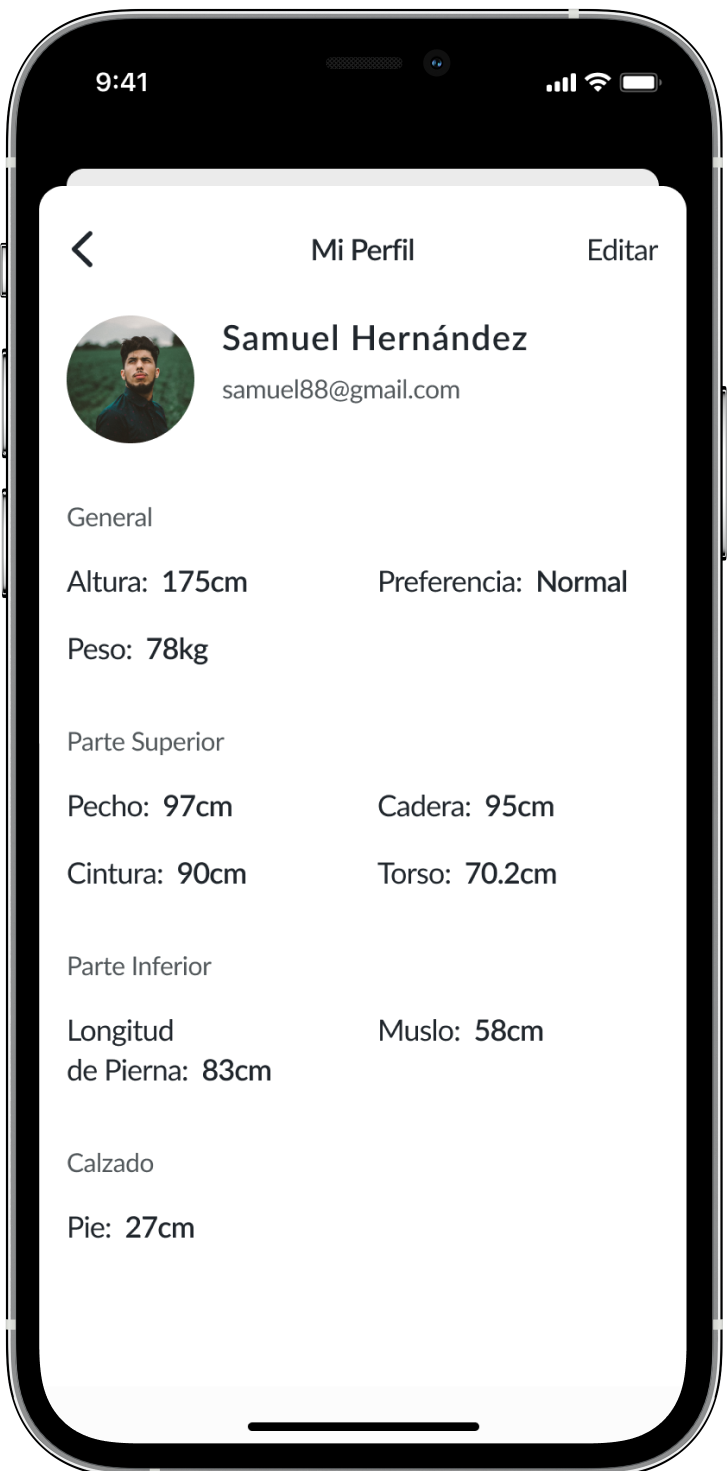 9:41
Mi Perfil Editar
Samuel Hernández
samuel88@gmail.com
General
Altura: 175cm Preferencia: Normal
Peso: 78kg
Parte Superior
Pecho: 97cm Cadera: 95cm
Cintura: 90cm Torso: 70.2cm
Parte Inferior
Longitud
de Pierna: 83cm Muslo: 58cm
Calzado
Pie: 27cm